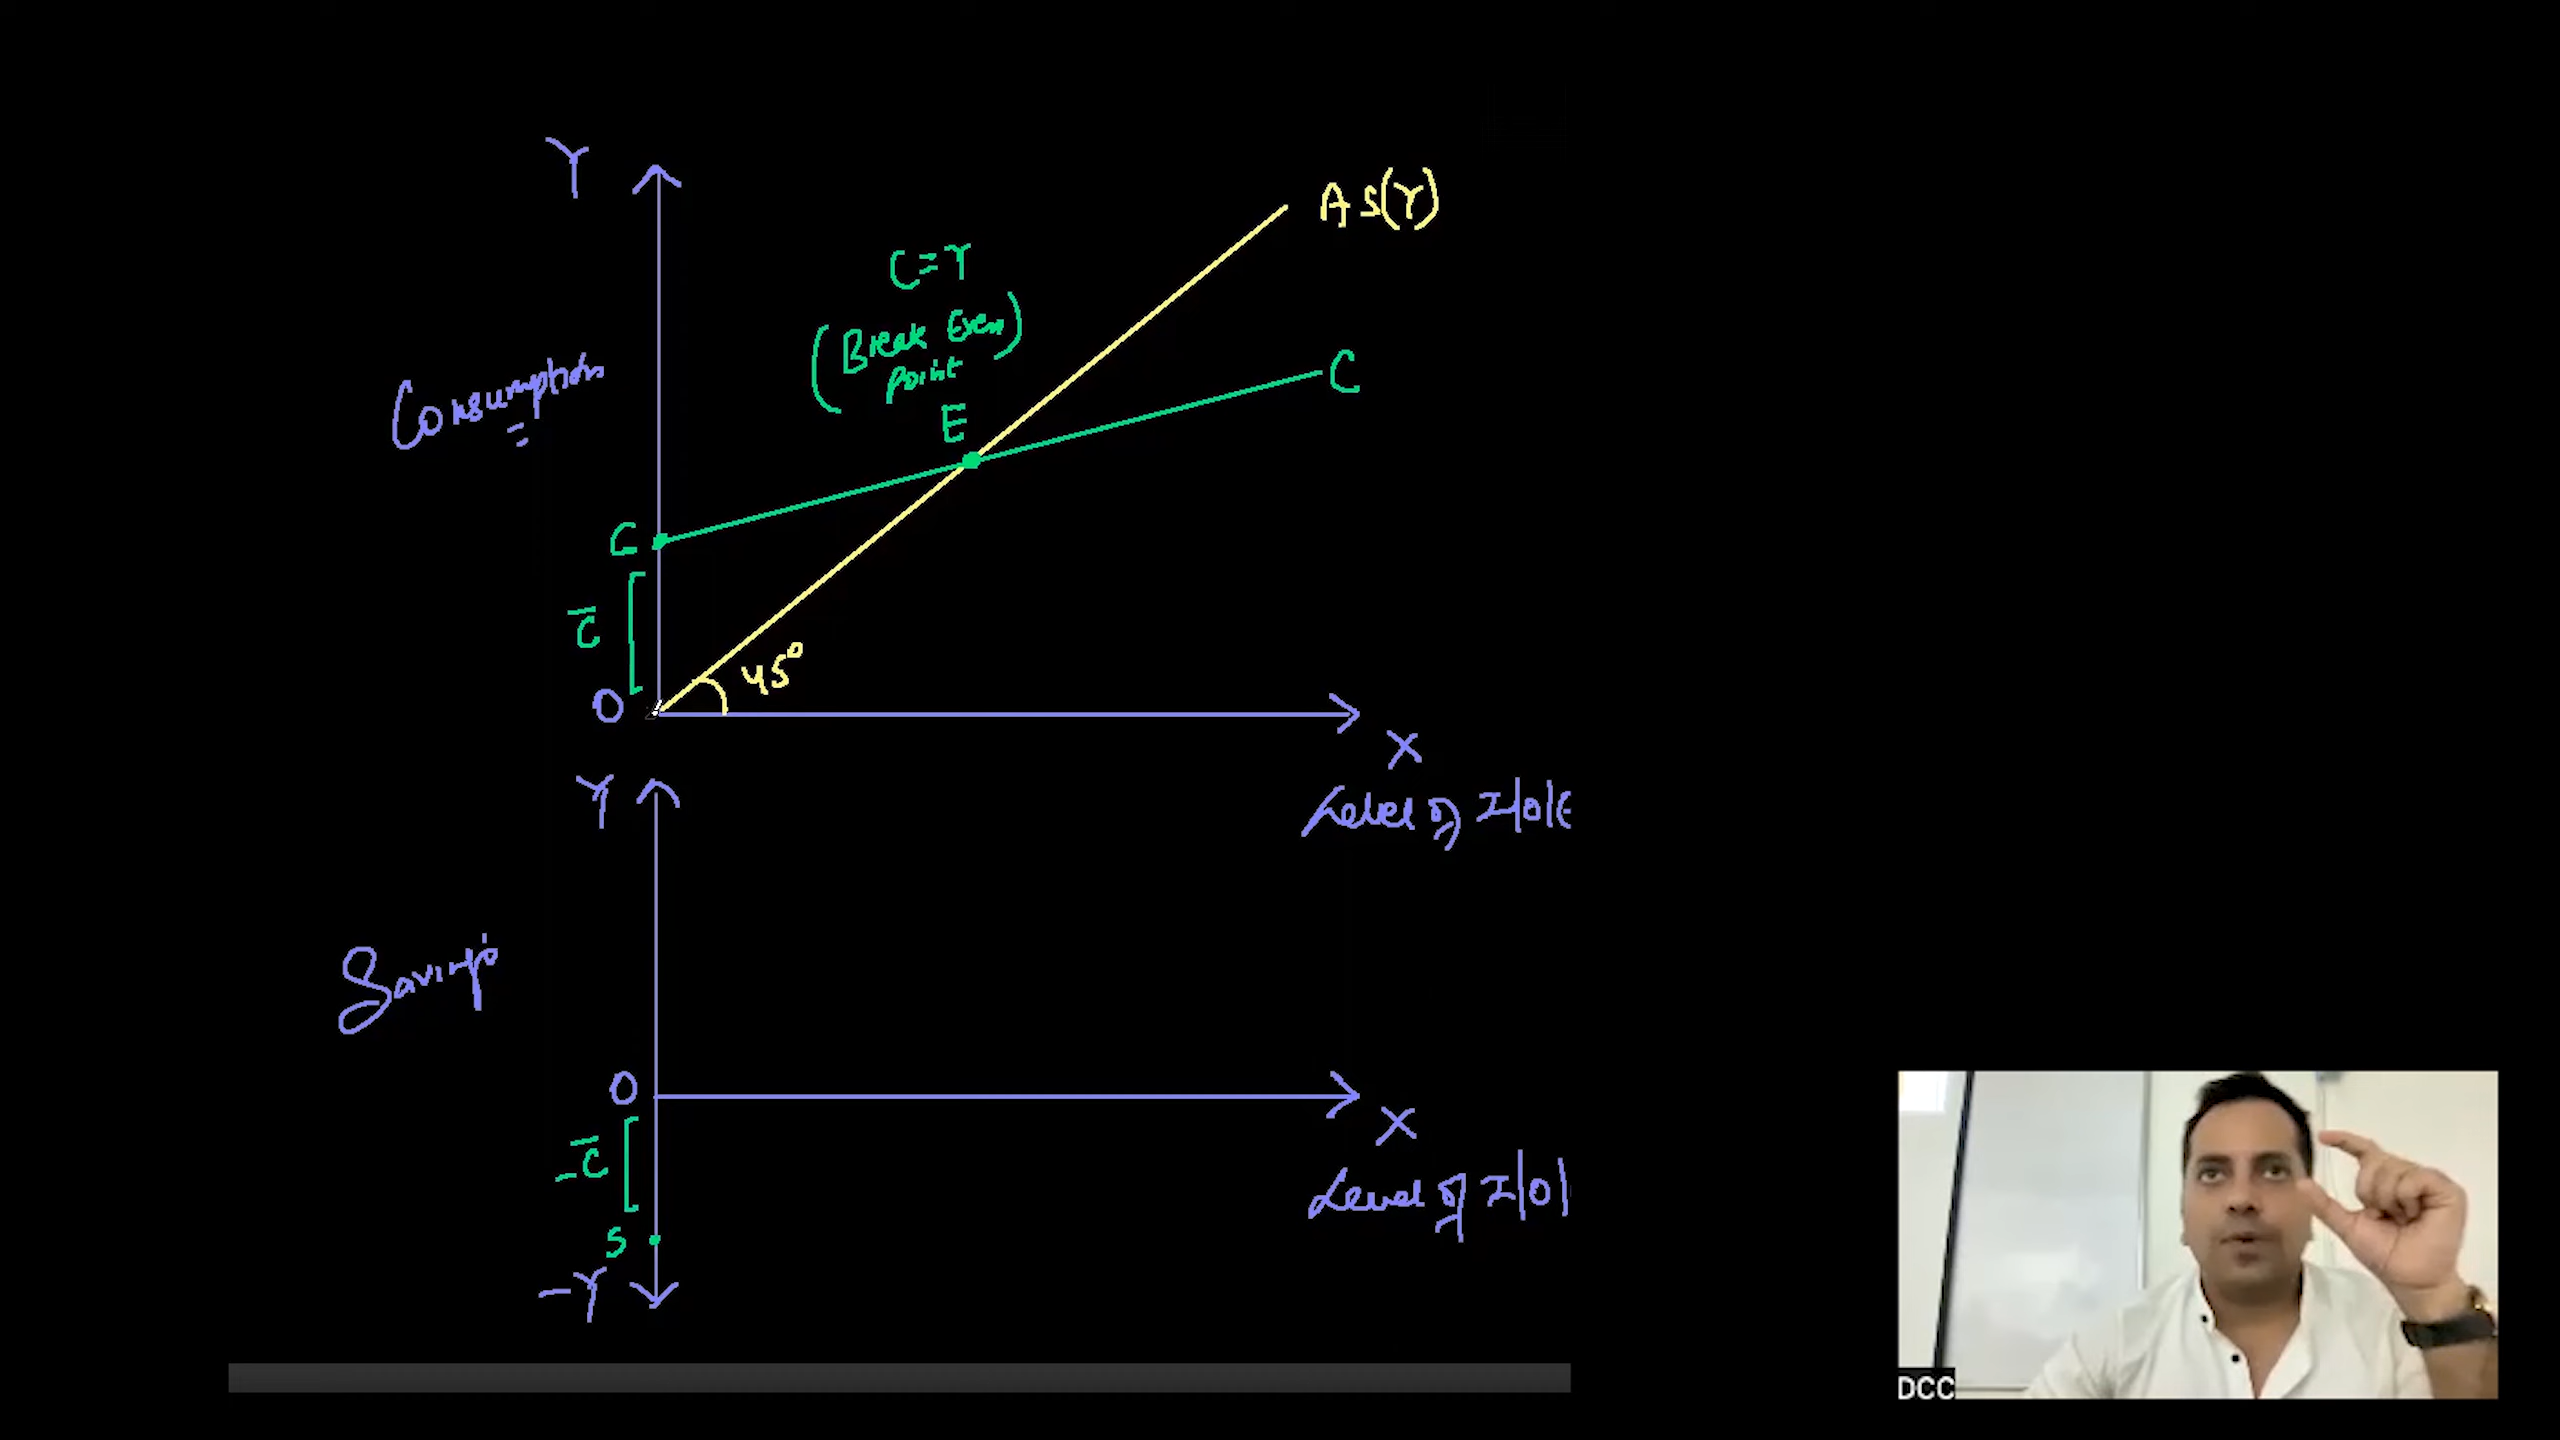 Y
AS(Y)
C=Y
(Break Even
Point)
Consumption
C
E
C
c̄
45°
O
X
Level of I|O|E
Y
Savings
O
X
-c̄
Level of I|O|
S
-Y
DCC